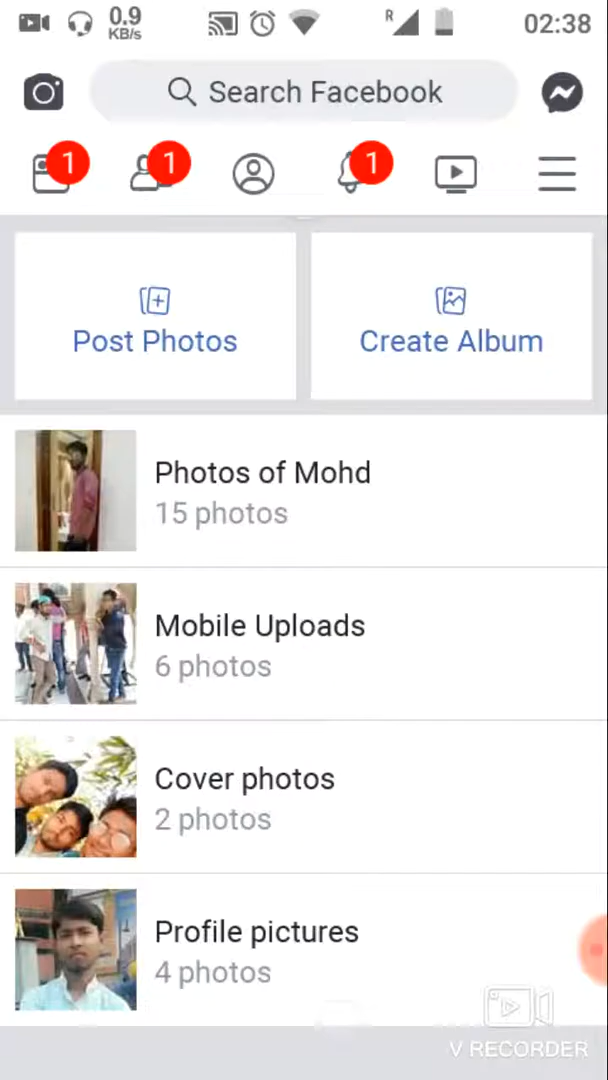 0.9
KB/s
R
02:38
Search Facebook
1
1
1
Post Photos
Create Album
Photos of Mohd
15 photos
Mobile Uploads
6 photos
Cover photos
2 photos
Profile pictures
4 photos
V RECORDER